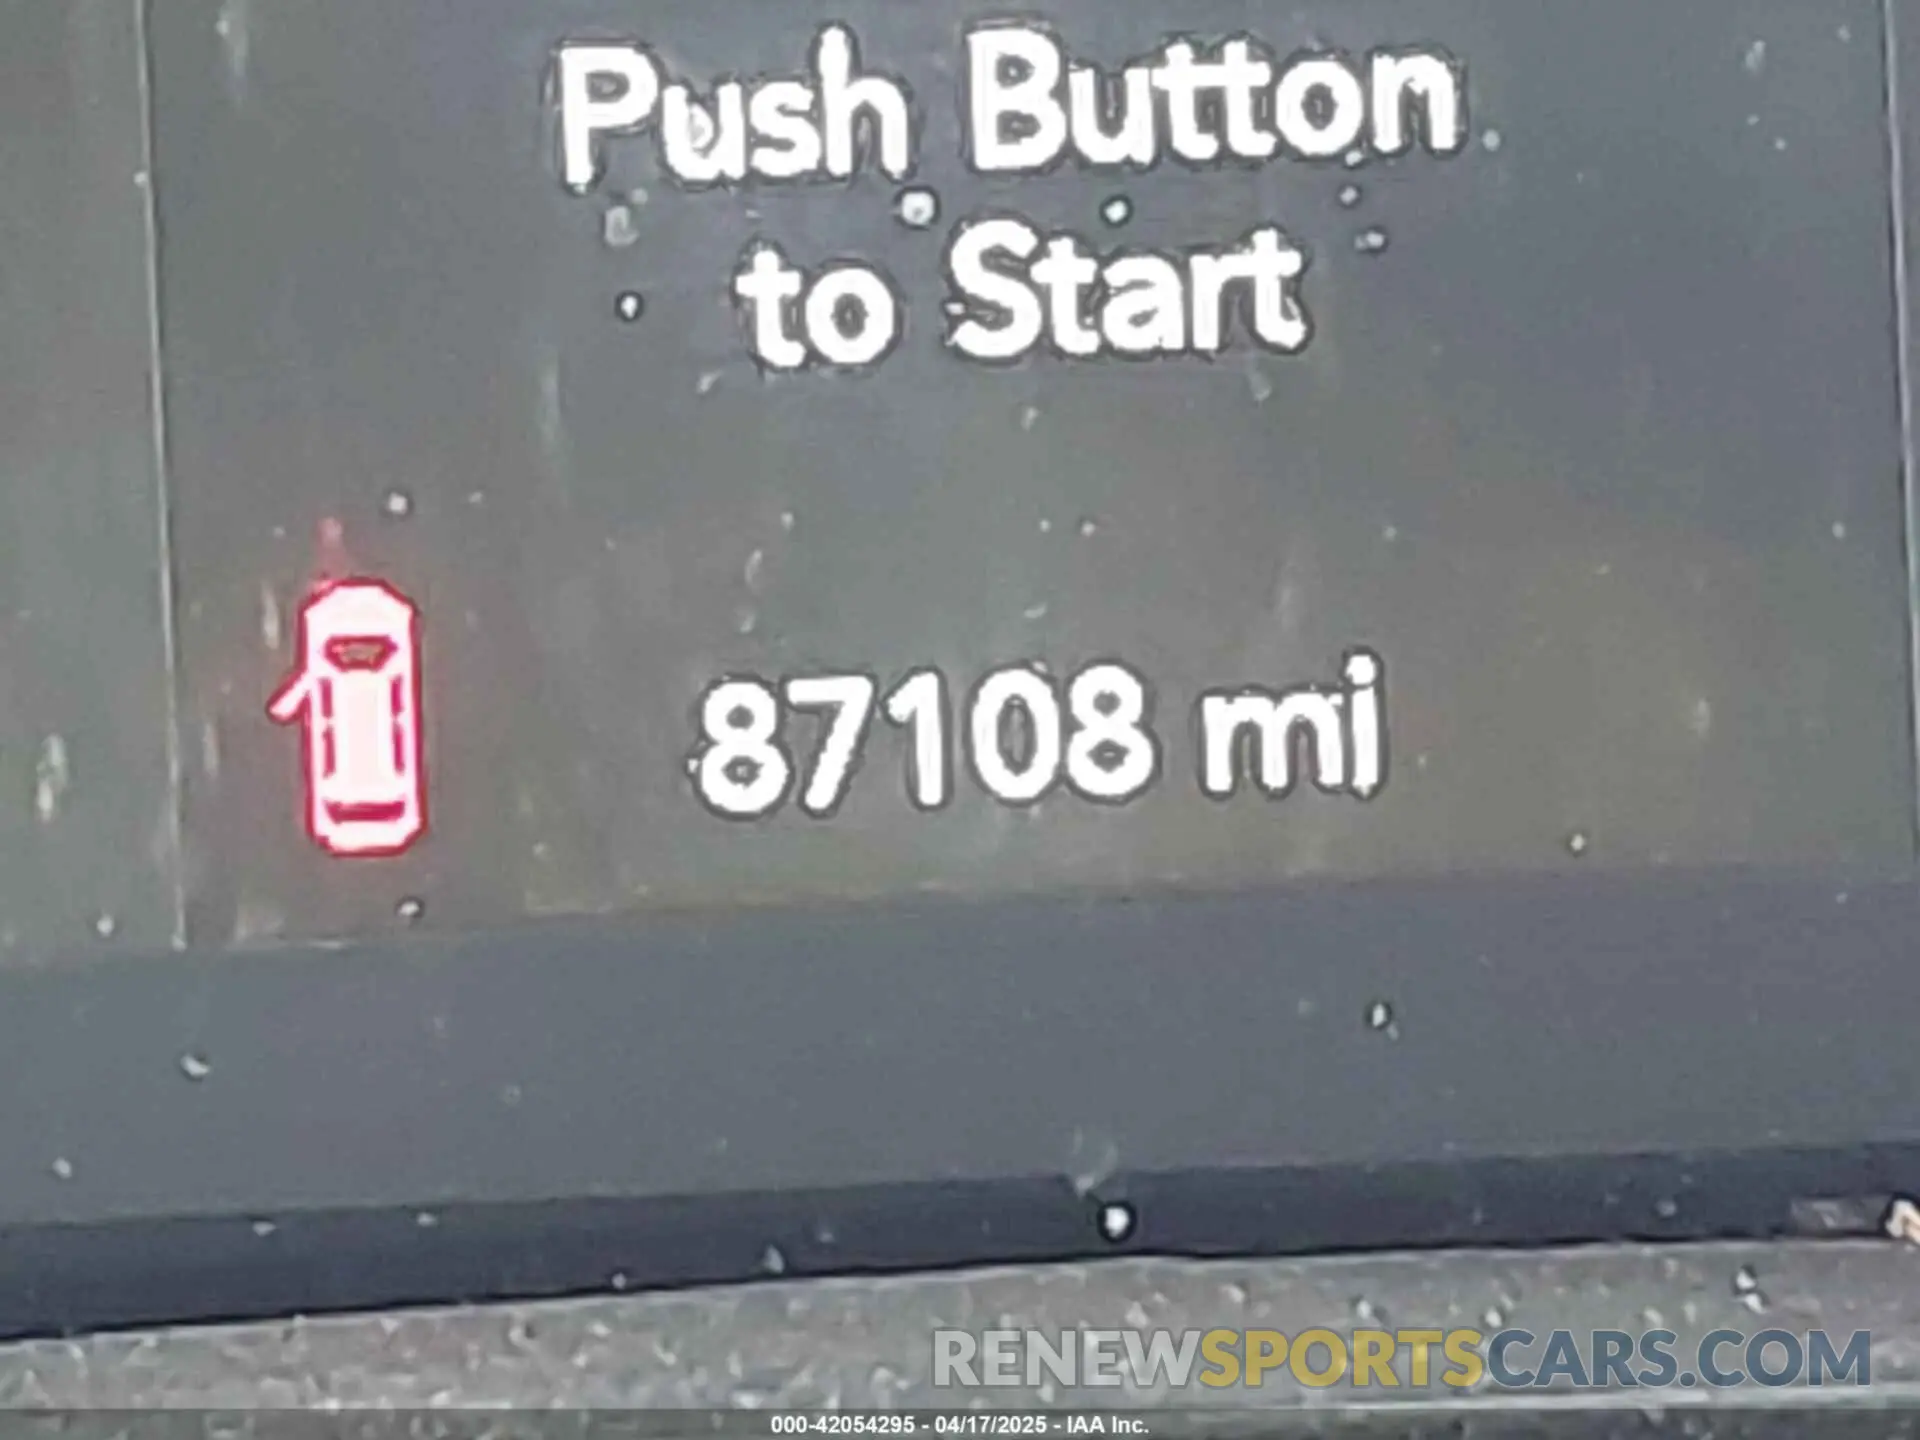 Push Button
to Start
87108 mi
RENEWSPORTSCARS.COM
000-42054295 - 04/17/2025 - IAA Inc.